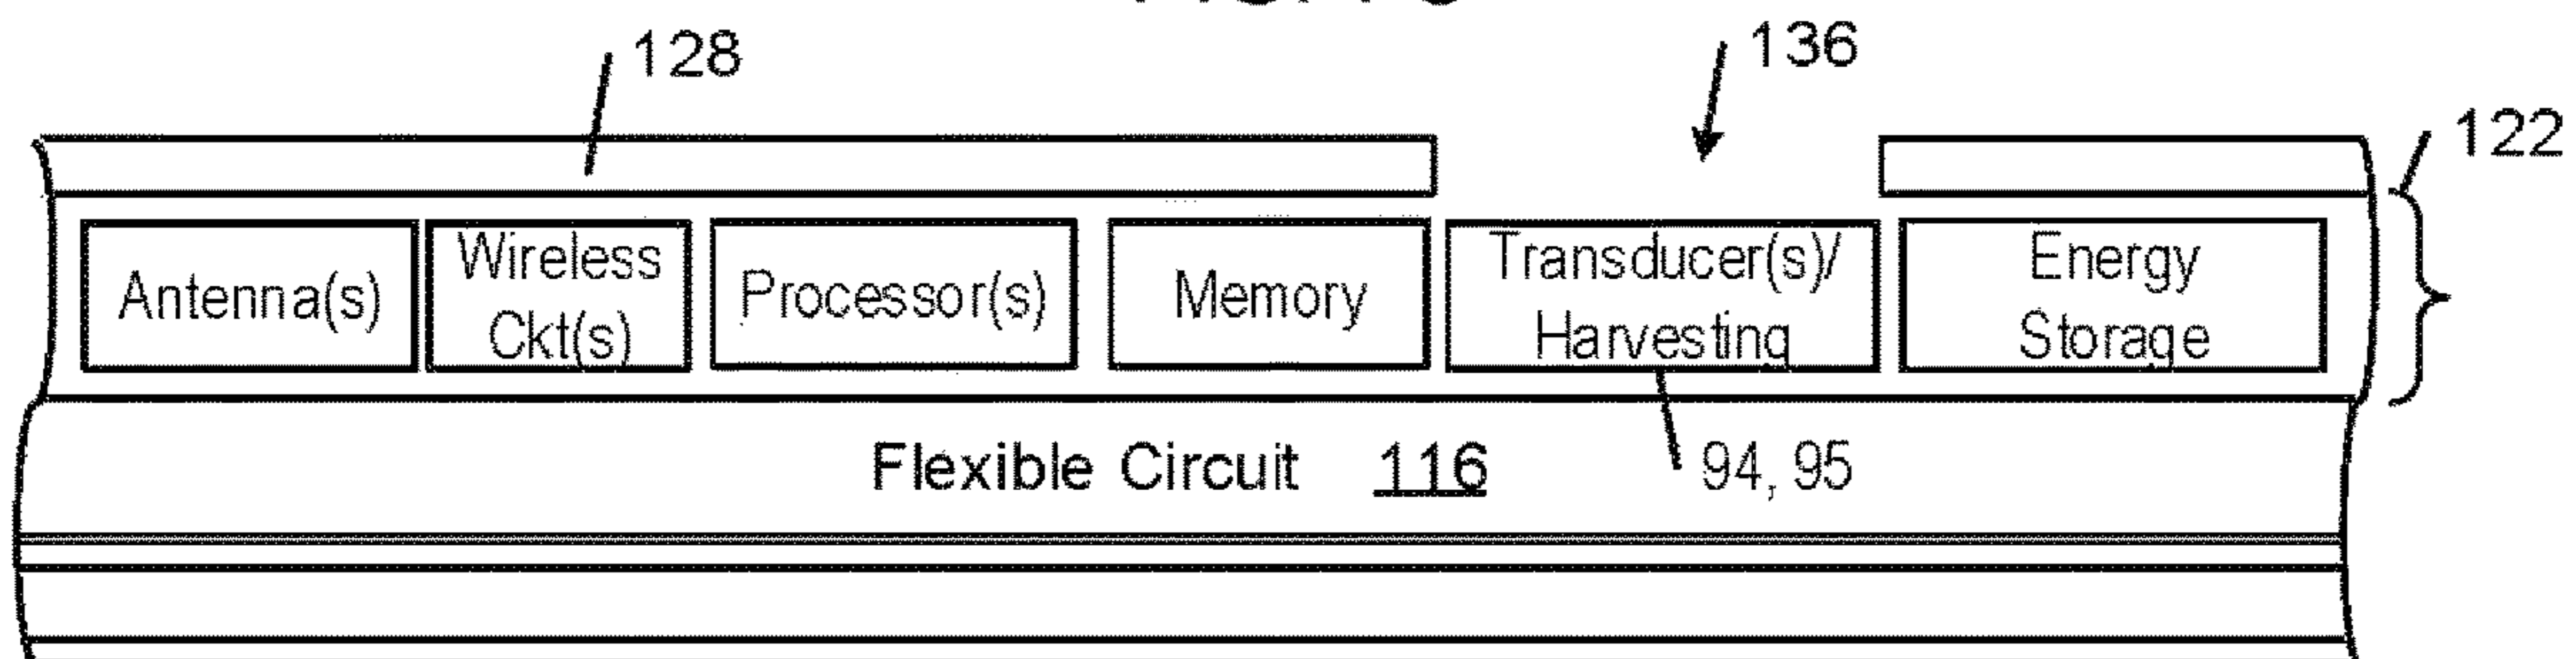 128
136
122
Antenna(s)
Wireless
Ckt(s)
Processor(s)
Memory
Transducer(s)/
Harvesting
Energy
Storage
Flexible Circuit 116
94, 95